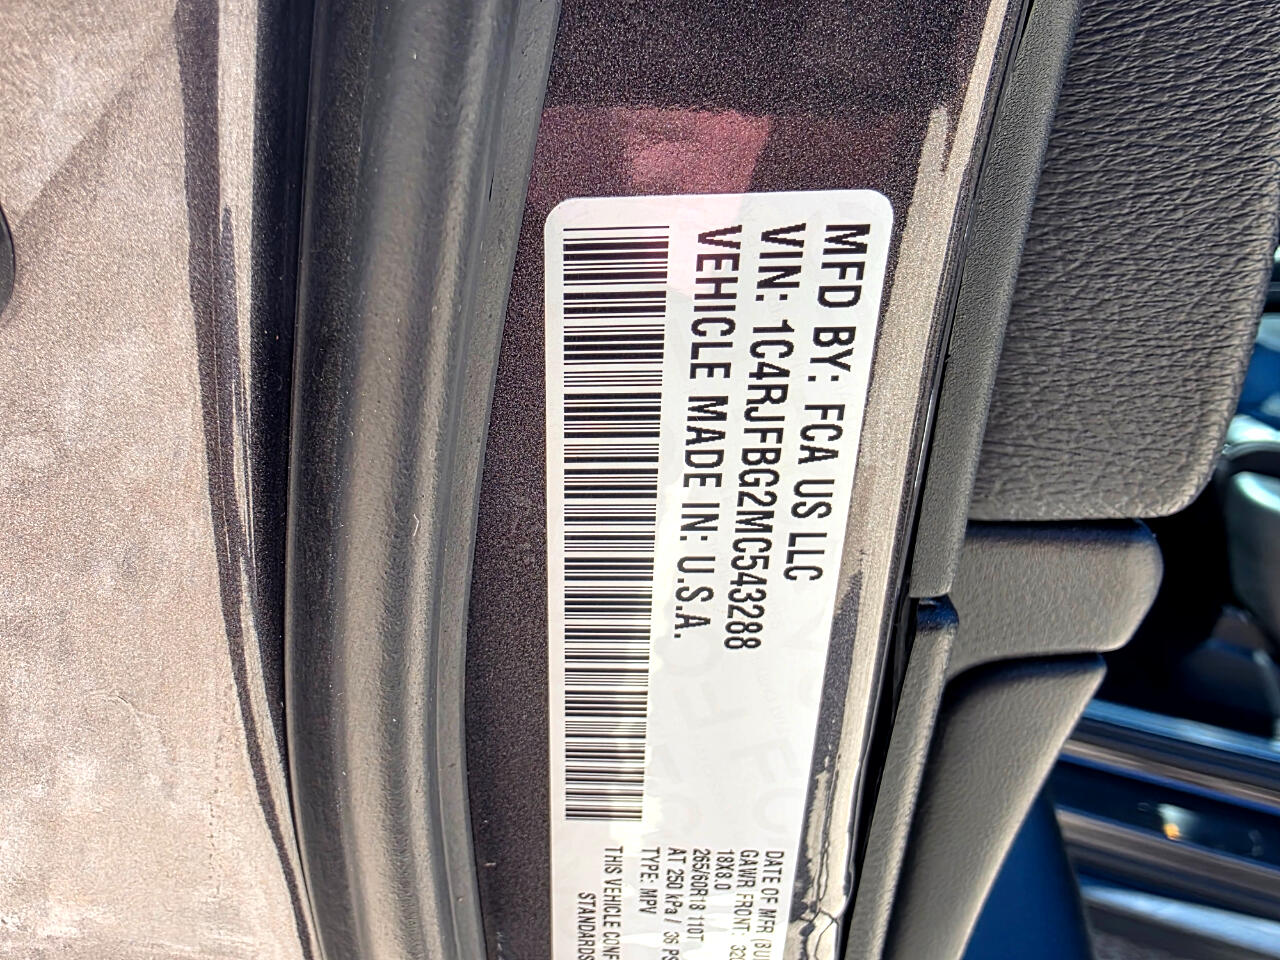 MFD BY: FCA US LLC
VIN: 1C4RJFBG2MC543288
VEHICLE MADE IN: U.S.A.
DATE OF MFR
GAWR FRONT:
18X8.0
265/60R18 110T
AT 250 kPa / 36
TYPE: MPV
THIS VEHICLE
STANDARDS